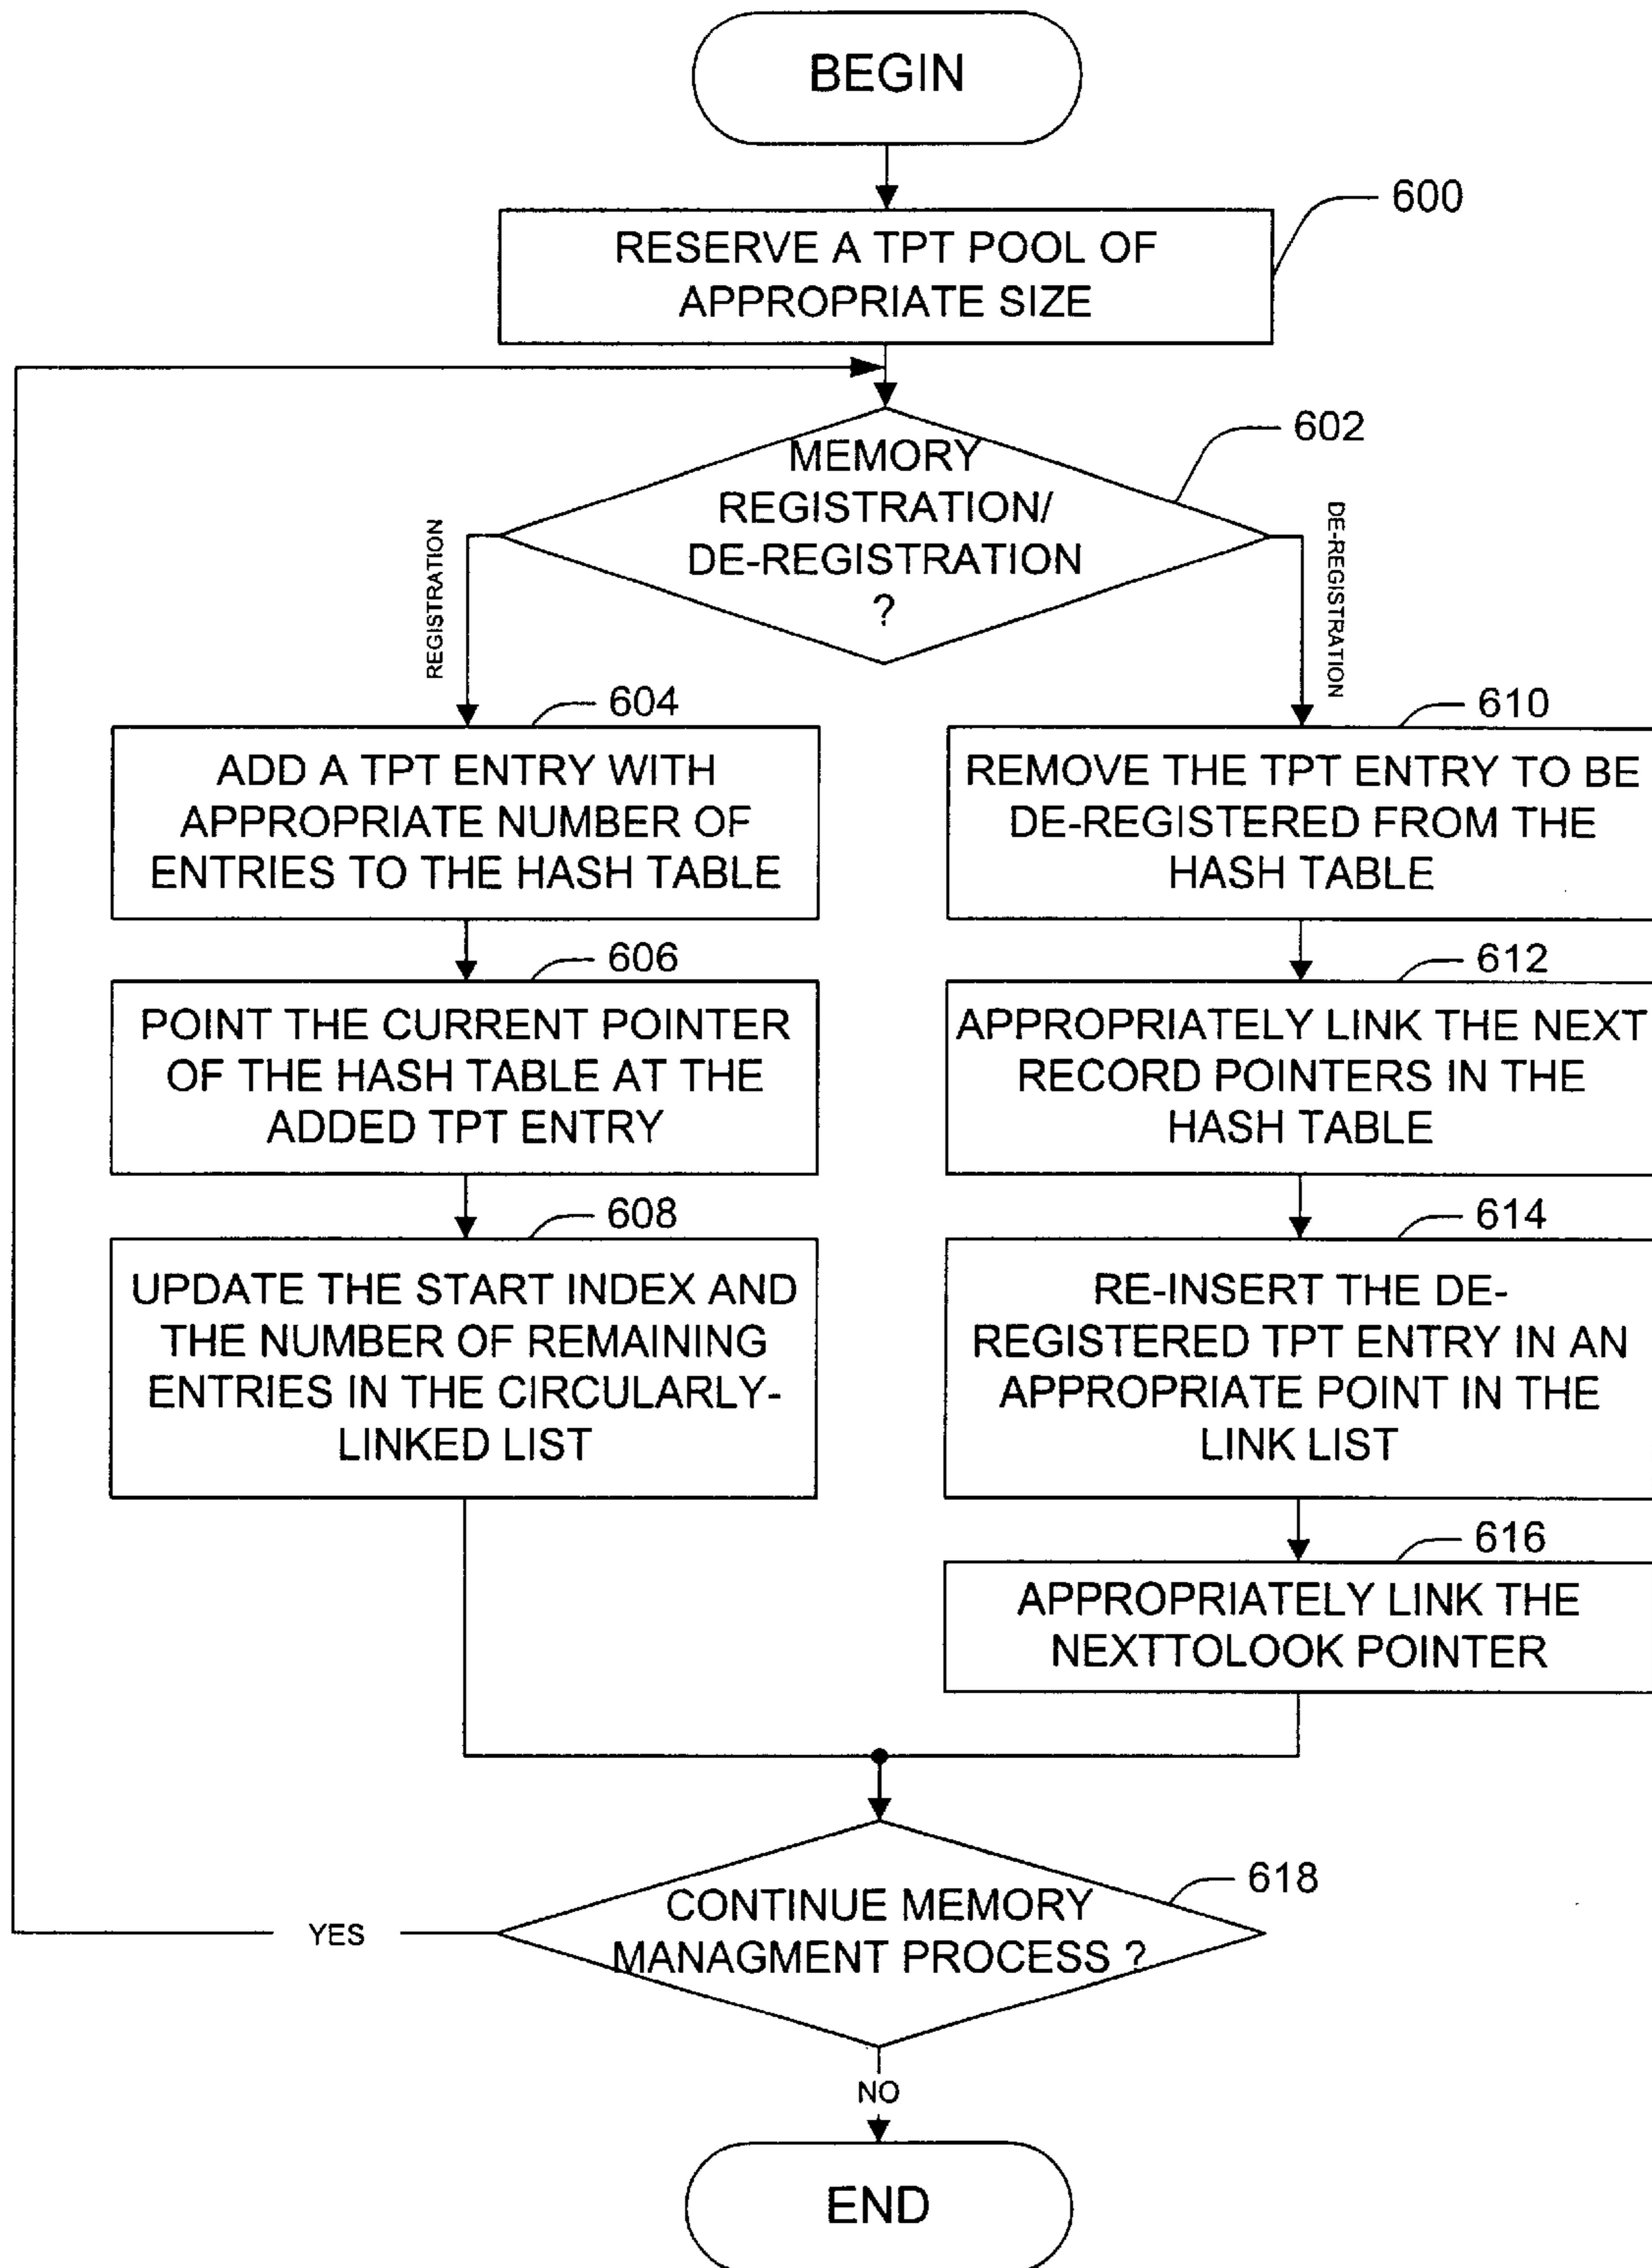 BEGIN
600
RESERVE A TPT POOL OF
APPROPRIATE SIZE
602
MEMORY
REGISTRATION/
DE-REGISTRATION
?
REGISTRATION
DE-REGISTRATION
604
ADD A TPT ENTRY WITH
APPROPRIATE NUMBER OF
ENTRIES TO THE HASH TABLE
606
POINT THE CURRENT POINTER
OF THE HASH TABLE AT THE
ADDED TPT ENTRY
608
UPDATE THE START INDEX AND
THE NUMBER OF REMAINING
ENTRIES IN THE CIRCULARLY-
LINKED LIST
610
REMOVE THE TPT ENTRY TO BE
DE-REGISTERED FROM THE
HASH TABLE
612
APPROPRIATELY LINK THE NEXT
RECORD POINTERS IN THE
HASH TABLE
614
RE-INSERT THE DE-
REGISTERED TPT ENTRY IN AN
APPROPRIATE POINT IN THE
LINK LIST
616
APPROPRIATELY LINK THE
NEXTTOLOOK POINTER
618
CONTINUE MEMORY
MANAGMENT PROCESS ?
YES
NO
END